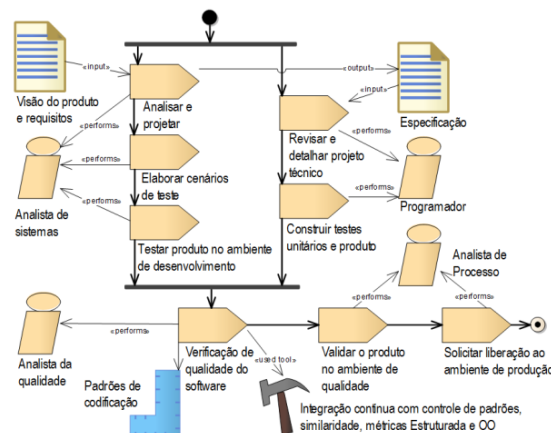 «input»
«output»
«input»
Visão do produto
e requisitos
Analisar e
projetar
Especificação
«performs»
«performs»
Revisar e
detalhar projeto
técnico
«performs»
Elaborar cenários
de teste
«performs»
Analista de
sistemas
«performs»
Programador
Testar produto no ambiente
de desenvolvimento
Construir testes
unitários e produto
Analista de
Processo
«performs»
«performs»
«performs»
Analista da
qualidade
Verificação de
qualidade do
software
«used tool»
Validar o produto
no ambiente de
qualidade
Solicitar liberação ao
ambiente de produção
Padrões de
codificação
Integração contínua com controle de padrões,
similaridade, métricas Estruturada e OO